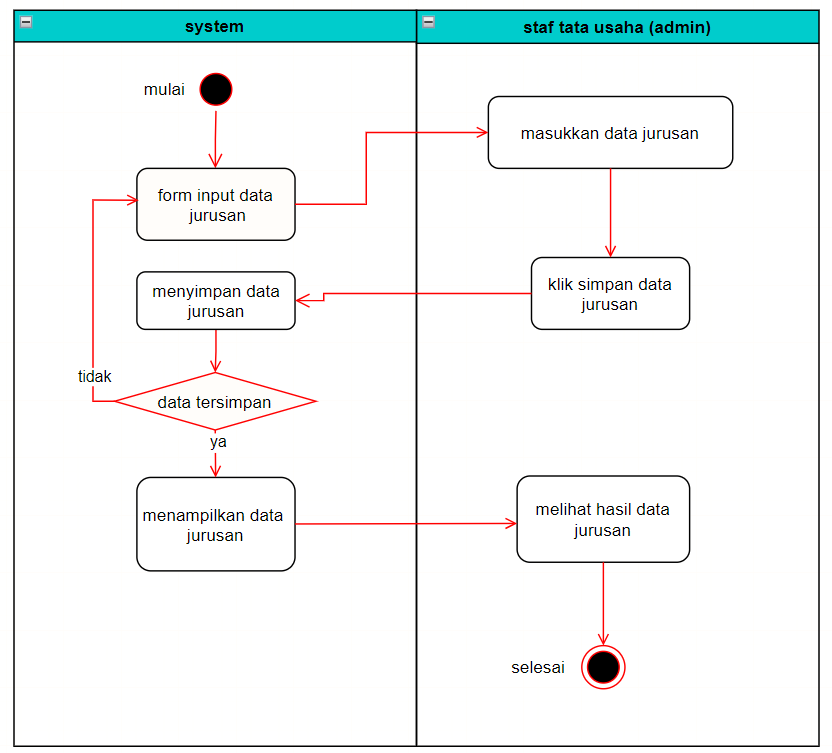 system
staf tata usaha (admin)
mulai
masukkan data jurusan
form input data
jurusan
klik simpan data
jurusan
menyimpan data
jurusan
tidak
data tersimpan
ya
menampilkan data
jurusan
melihat hasil data
jurusan
selesai